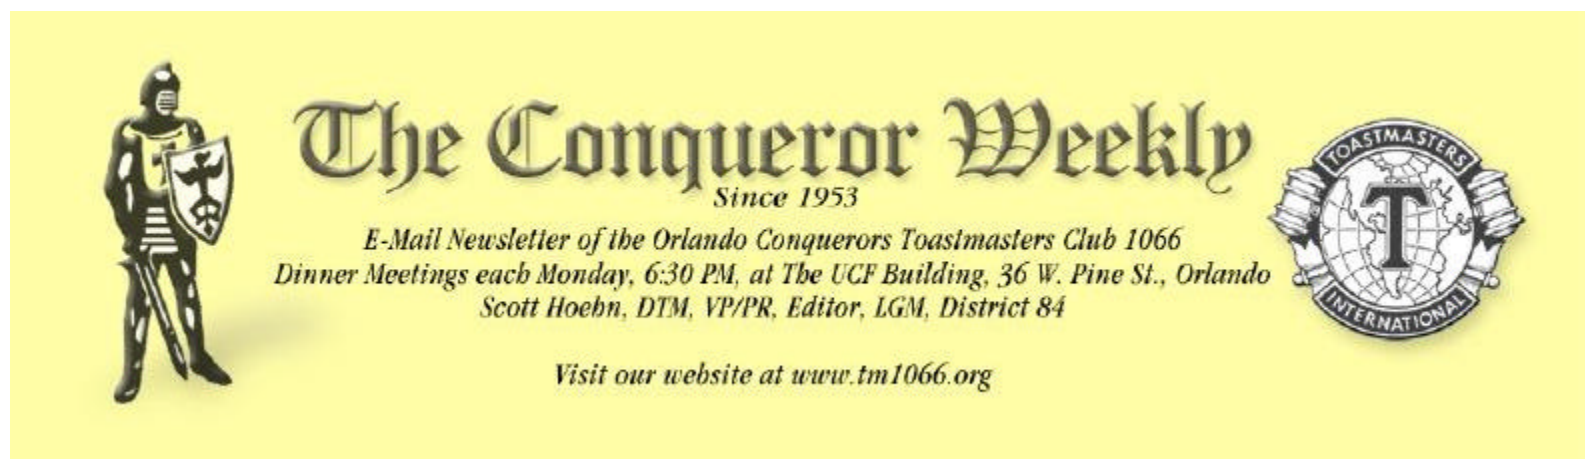 The Conqueror Weekly
Since 1953
E-Mail Newsletter of the Orlando Conquerors Toastmasters Club 1066
Dinner Meetings each Monday, 6:30 PM, at The UCF Building, 36 W. Pine St., Orlando
Scott Hoehn, DTM, VP/PR, Editor, LGM, District 84
Visit our website at www.tm1066.org
TOASTMASTERS
T
INTERNATIONAL